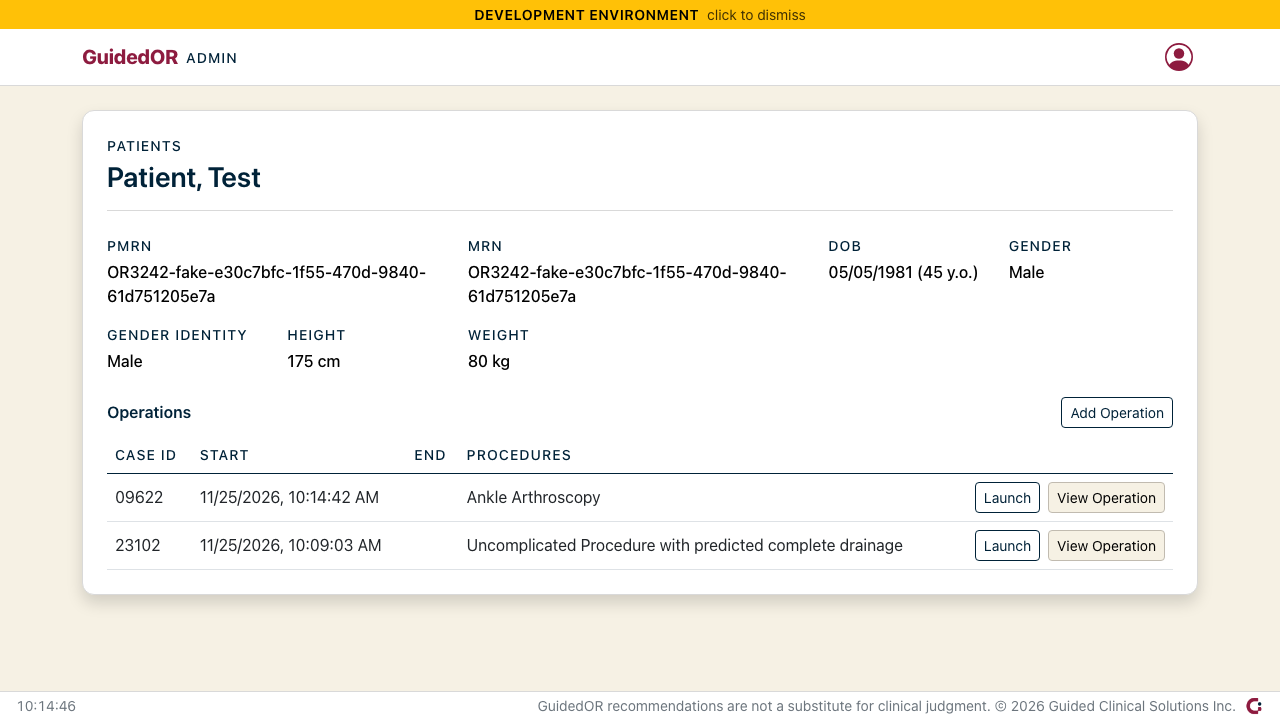 DEVELOPMENT ENVIRONMENT click to dismiss
GuidedOR ADMIN
PATIENTS
Patient, Test
PMRN MRN DOB GENDER
OR3242-fake-e30c7bfc-1f55-470d-9840- OR3242-fake-e30c7bfc-1f55-470d-9840- 05/05/1981 (45 y.o.) Male
61d751205e7a 61d751205e7a
GENDER IDENTITY HEIGHT WEIGHT
Male 175 cm 80 kg
Operations Add Operation
CASE ID START END PROCEDURES
09622 11/25/2026, 10:14:42 AM Ankle Arthroscopy Launch View Operation
23102 11/25/2026, 10:09:03 AM Uncomplicated Procedure with predicted complete drainage Launch View Operation
10:14:46 GuidedOR recommendations are not a substitute for clinical judgment. © 2026 Guided Clinical Solutions Inc.